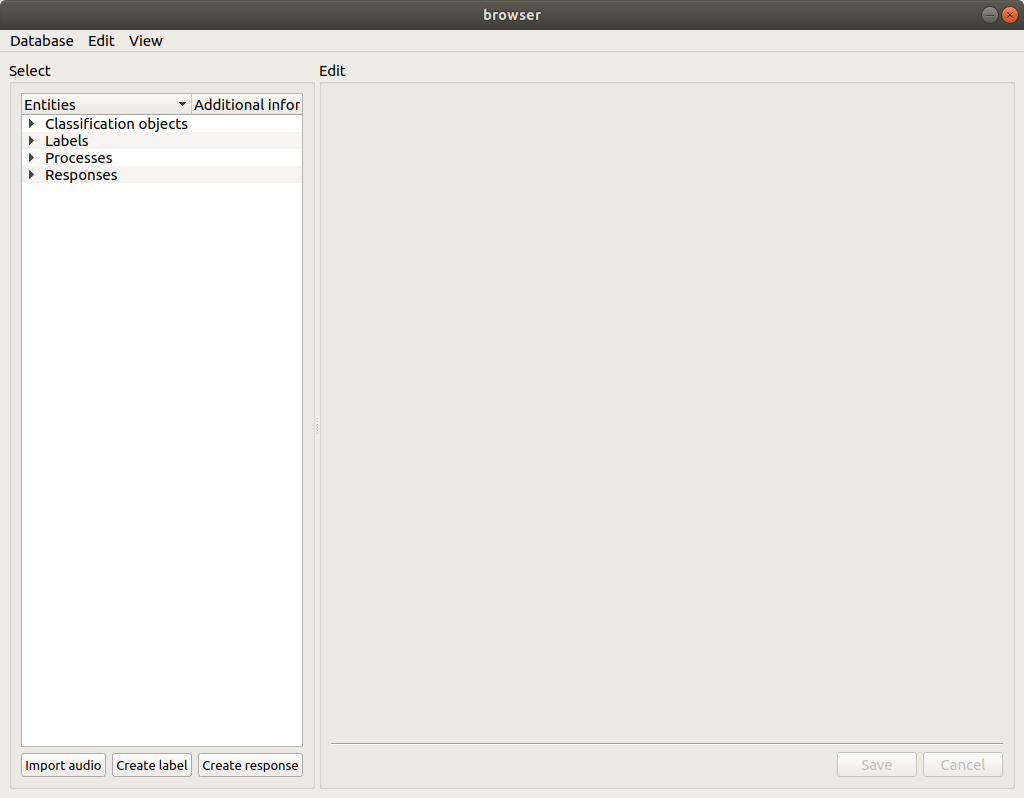 browser
Database Edit View
Select
Edit
Entities Additional infor
Classification objects
Labels
Processes
Responses
Import audio Create label Create response
Save Cancel